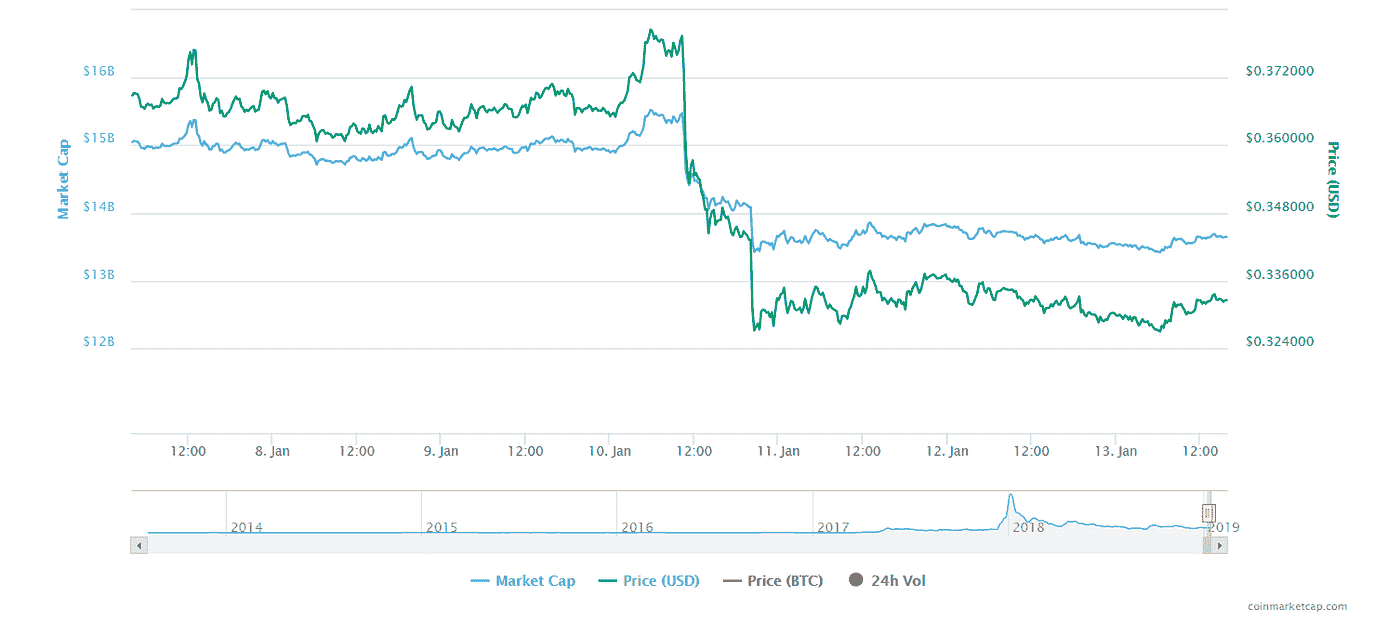 $16B
$15B
$14B
$13B
$12B
Market Cap
$0.372000
$0.360000
$0.348000
$0.336000
$0.324000
Price (USD)
12:00 8. Jan 12:00 9. Jan 12:00 10. Jan 12:00 11. Jan 12:00 12. Jan 12:00 13. Jan 12:00
2014 2015 2016 2017 2018 2019
Market Cap Price (USD) Price (BTC) 24h Vol
coinmarketcap.com